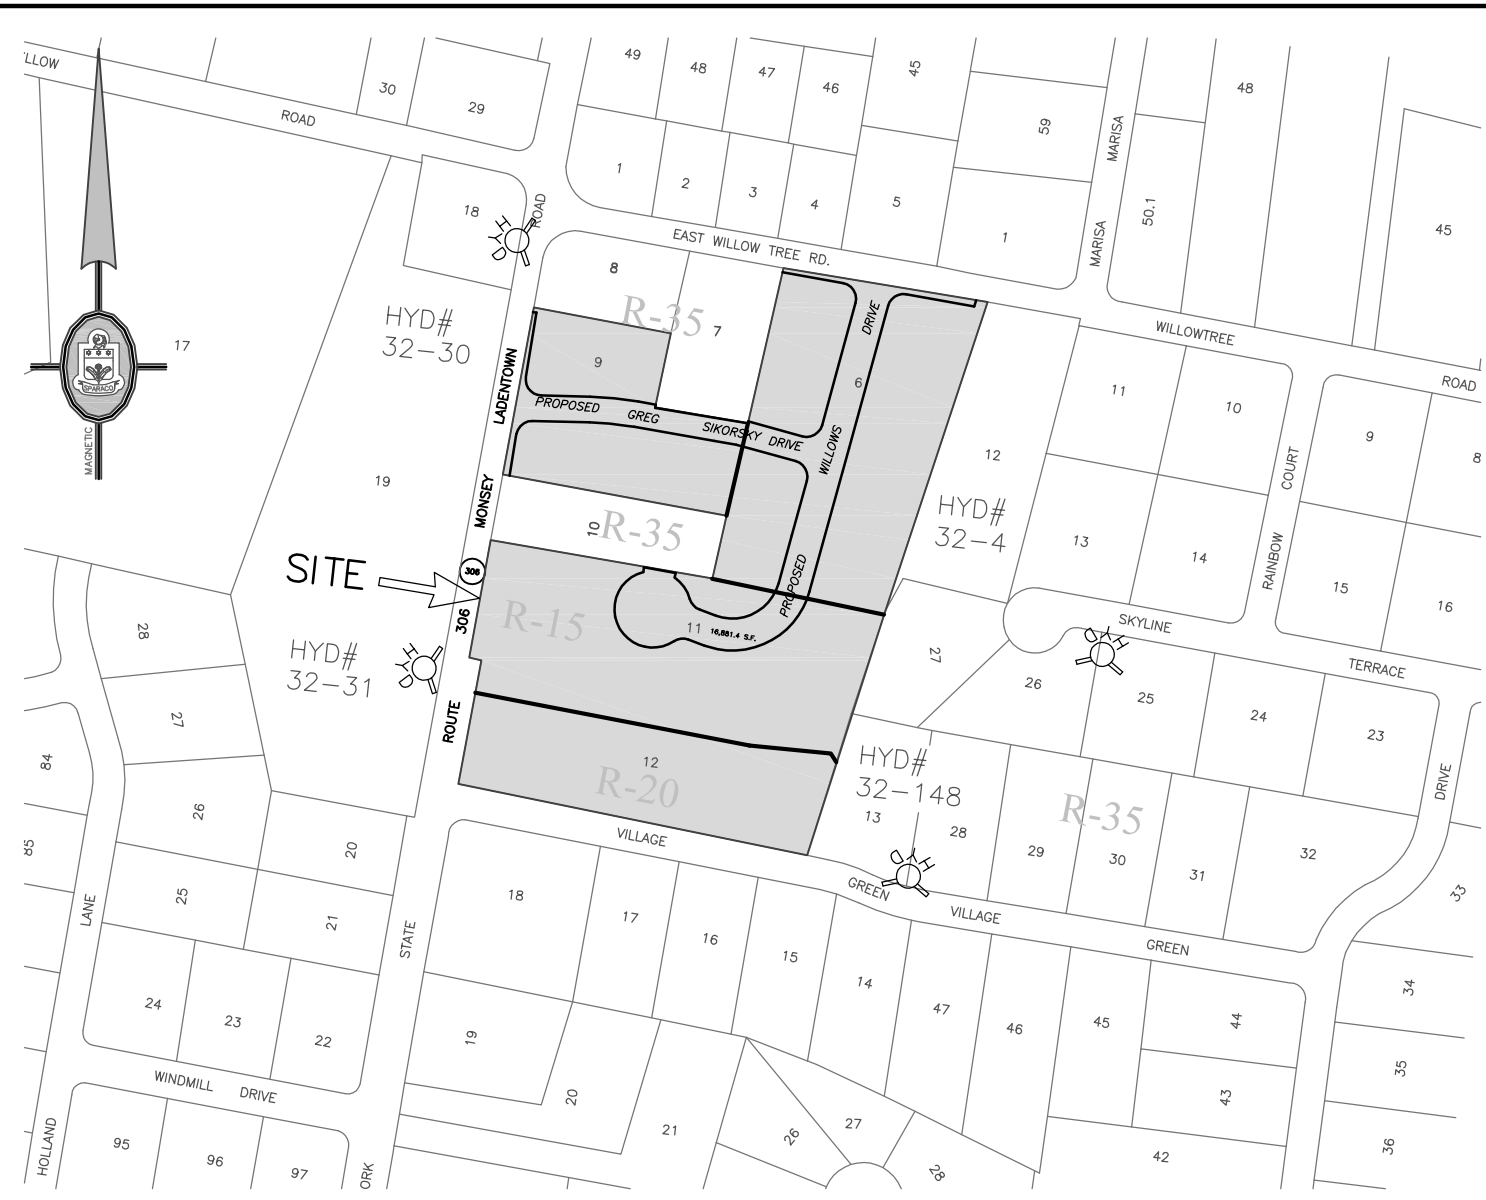 LLOW
ROAD
30
29
49
48
47
46
45
59
MARISA
48
45
1
2
3
4
5
1
MARISA
50.1
18
ROAD
HYD
EAST WILLOW TREE RD.
8
R-35
7
HYD#
32-30
17
SPARACO
MAGNETIC
LADENTOWN
9
DRIVE
6
WILLOWTREE
ROAD
11
10
9
8
PROPOSED GREG SIKORSKY DRIVE
WILLOWS
12
COURT
19
MONSEY
10
R-35
HYD#
32-4
13
14
RAINBOW
15
16
SITE
306
306
PROPOSED
R-15
11
16,881.4 S.F.
SKYLINE
TERRACE
HYD
28
HYD#
32-31
HYD
27
26
25
24
23
27
ROUTE
84
12
R-20
HYD#
32-148
R-35
DRIVE
13
28
29
30
31
32
33
26
20
85
VILLAGE
HYD
GREEN
VILLAGE
GREEN
25
21
LANE
STATE
18
17
16
15
14
47
46
45
44
34
24
23
22
19
35
43
WINDMILL DRIVE
20
21
26
27
28
42
36
HOLLAND
95
96
97
ORK